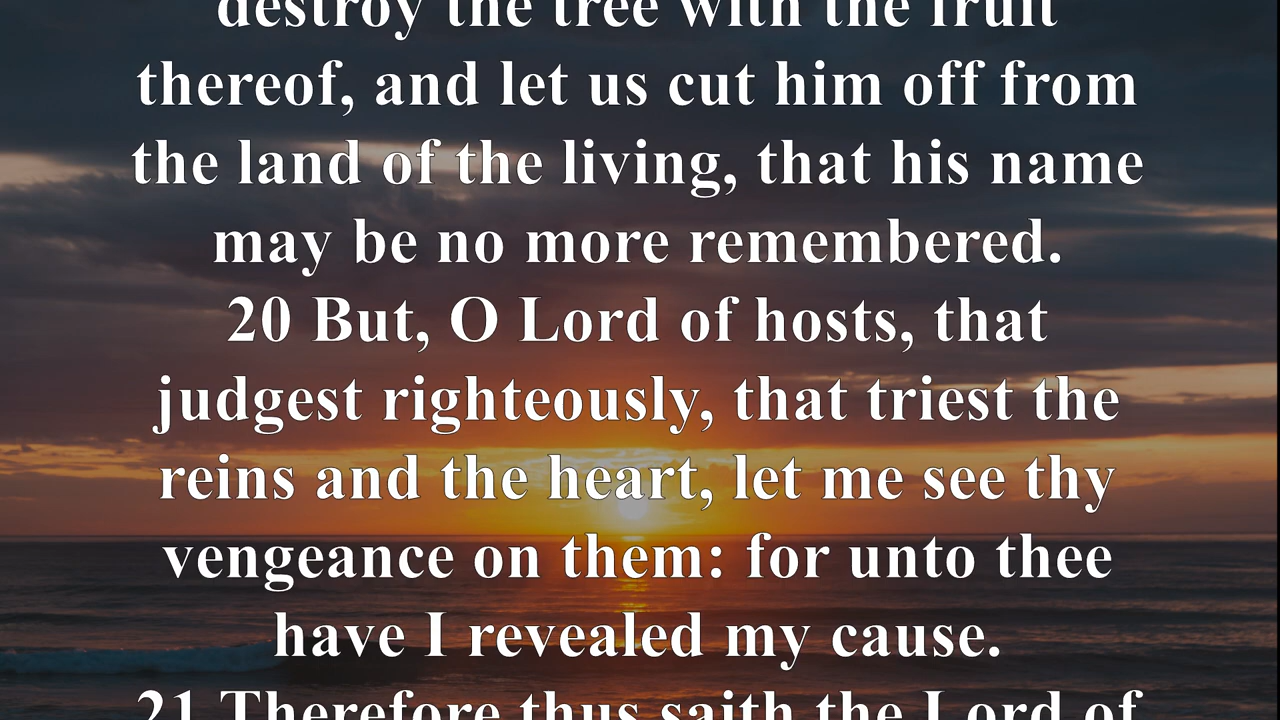 destroy the tree with the fruit
thereof, and let us cut him off from
the land of the living, that his name
may be no more remembered.
20 But, O Lord of hosts, that
judgest righteously, that triest the
reins and the heart, let me see thy
vengeance on them: for unto thee
have I revealed my cause.
21 Therefore thus saith the Lord of